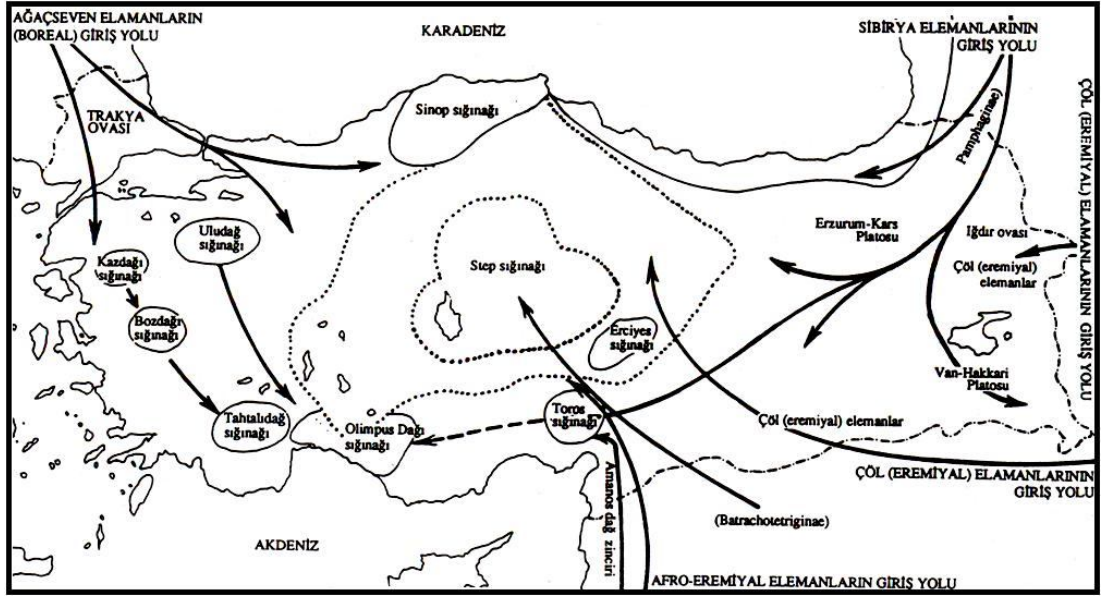 AĞAÇSEVEN ELAMANLARIN
(BOREAL) GİRİŞ YOLU
KARADENİZ
SİBİRYA ELEMANLARININ
GİRİŞ YOLU
ÇÖL (EREMİYAL) ELAMANLARININ GİRİŞ YOLU
TRAKYA
OVASI
Sinop sığınağı
Pamphaginae)
Uludağ
sığınağı
Erzurum-Kars
Platosu
Iğdır ovası
Kazdağı
sığınağı
Step sığınağı
Çöl (eremiyal)
elemanlar
Bozdağı
sığınağı
Erciyes
sığınağı
Van-Hakkari
Platosu
Tahtalıdağ
sığınağı
Olimpus Dağı
sığınağı
Toros
sığınağı
Çöl (eremiyal) elemanlar
ÇÖL (EREMİYAL) ELAMANLARININ
GİRİŞ YOLU
Amanos dağ zinciri
(Batrachotetriginae)
AKDENİZ
AFRO-EREMİYAL ELEMANLARIN GİRİŞ YOLU